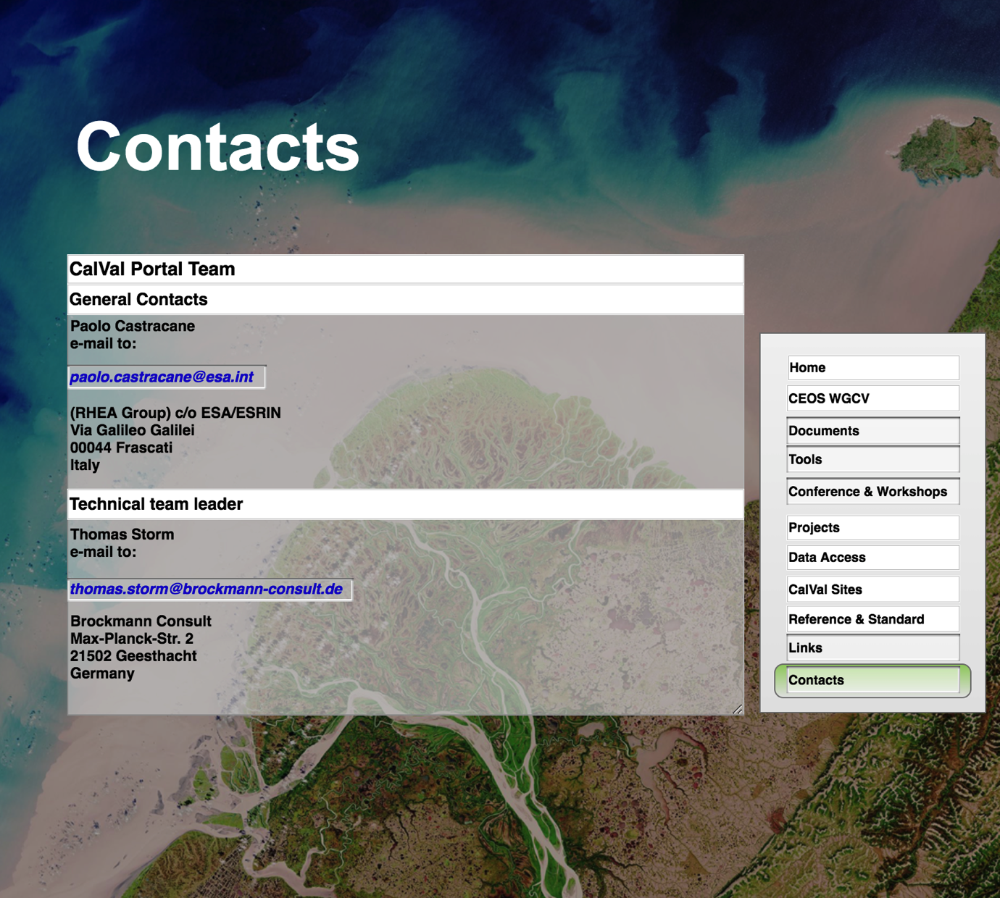 Contacts
CalVal Portal Team
General Contacts
Paolo Castracane
e-mail to:
paolo.castracane@esa.int
(RHEA Group) c/o ESA/ESRIN
Via Galileo Galilei
00044 Frascati
Italy
Technical team leader
Thomas Storm
e-mail to:
thomas.storm@brockmann-consult.de
Brockmann Consult
Max-Planck-Str. 2
21502 Geesthacht
Germany
Home
CEOS WGCV
Documents
Tools
Conference & Workshops
Projects
Data Access
CalVal Sites
Reference & Standard
Links
Contacts